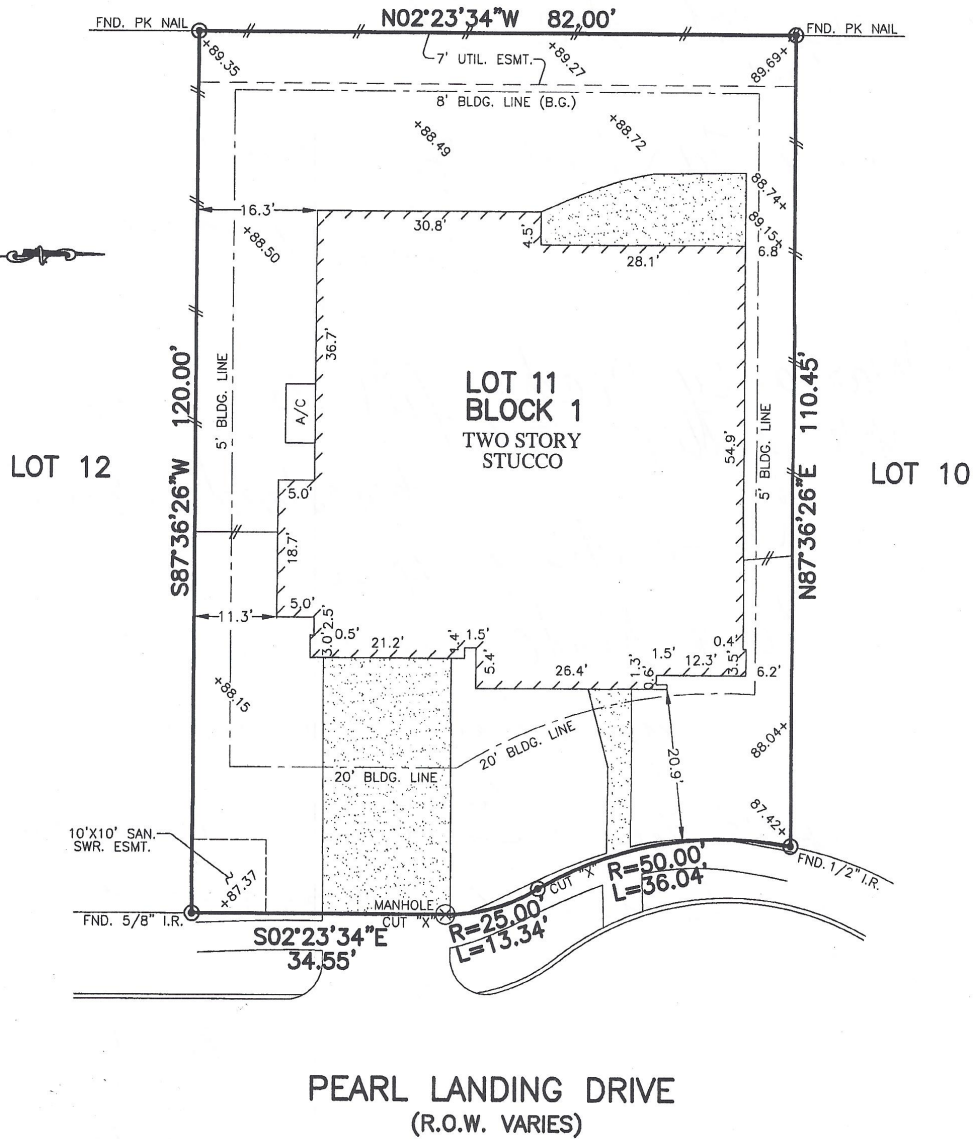 N02°23'34"W 82.00'
FND. PK NAIL
FND. PK NAIL
+89.35
7' UTIL. ESMT.
+89.27
89.69+
8' BLDG. LINE (B.G.)
+88.49
+88.72
88.74+
16.3'
30.8'
4.5'
89.15+
+88.50
28.1'
6.8'
36.7'
5' BLDG. LINE
S87°36'26"W 120.00'
A/C
LOT 11
BLOCK 1
TWO STORY
STUCCO
54.9'
5' BLDG. LINE
N87°36'26"E 110.45'
LOT 12
LOT 10
5.0'
18.7'
5.0'
11.3'
2.5'
3.0'
0.5'
21.2'
1.5'
5.4'
26.4'
1.3'
0.6'
1.5'
12.3'
0.4'
3.5'
6.2'
+88.15
20.9'
88.04+
20' BLDG. LINE
20' BLDG. LINE
87.42+
10'X10' SAN.
SWR. ESMT.
+87.37
MANHOLE
CUT "X"
CUT "X"
FND. 5/8" I.R.
FND. 1/2" I.R.
R=50.00'
L=36.04'
R=25.00'
L=13.34'
S02°23'34"E
34.55'
PEARL LANDING DRIVE
(R.O.W. VARIES)